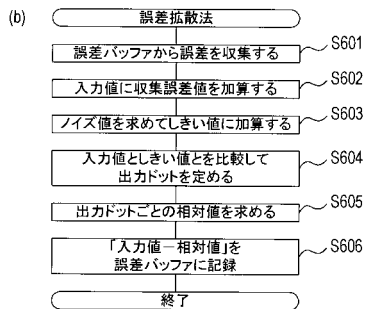 (b)
誤差拡散法
誤差バッファから誤差を収集する
S601
入力値に収集誤差値を加算する
S602
ノイズ値を求めてしきい値に加算する
S603
入力値としきい値とを比較して
出力ドットを定める
S604
出力ドットごとの相対値を求める
S605
「入力値－相対値」を
誤差バッファに記録
S606
終了